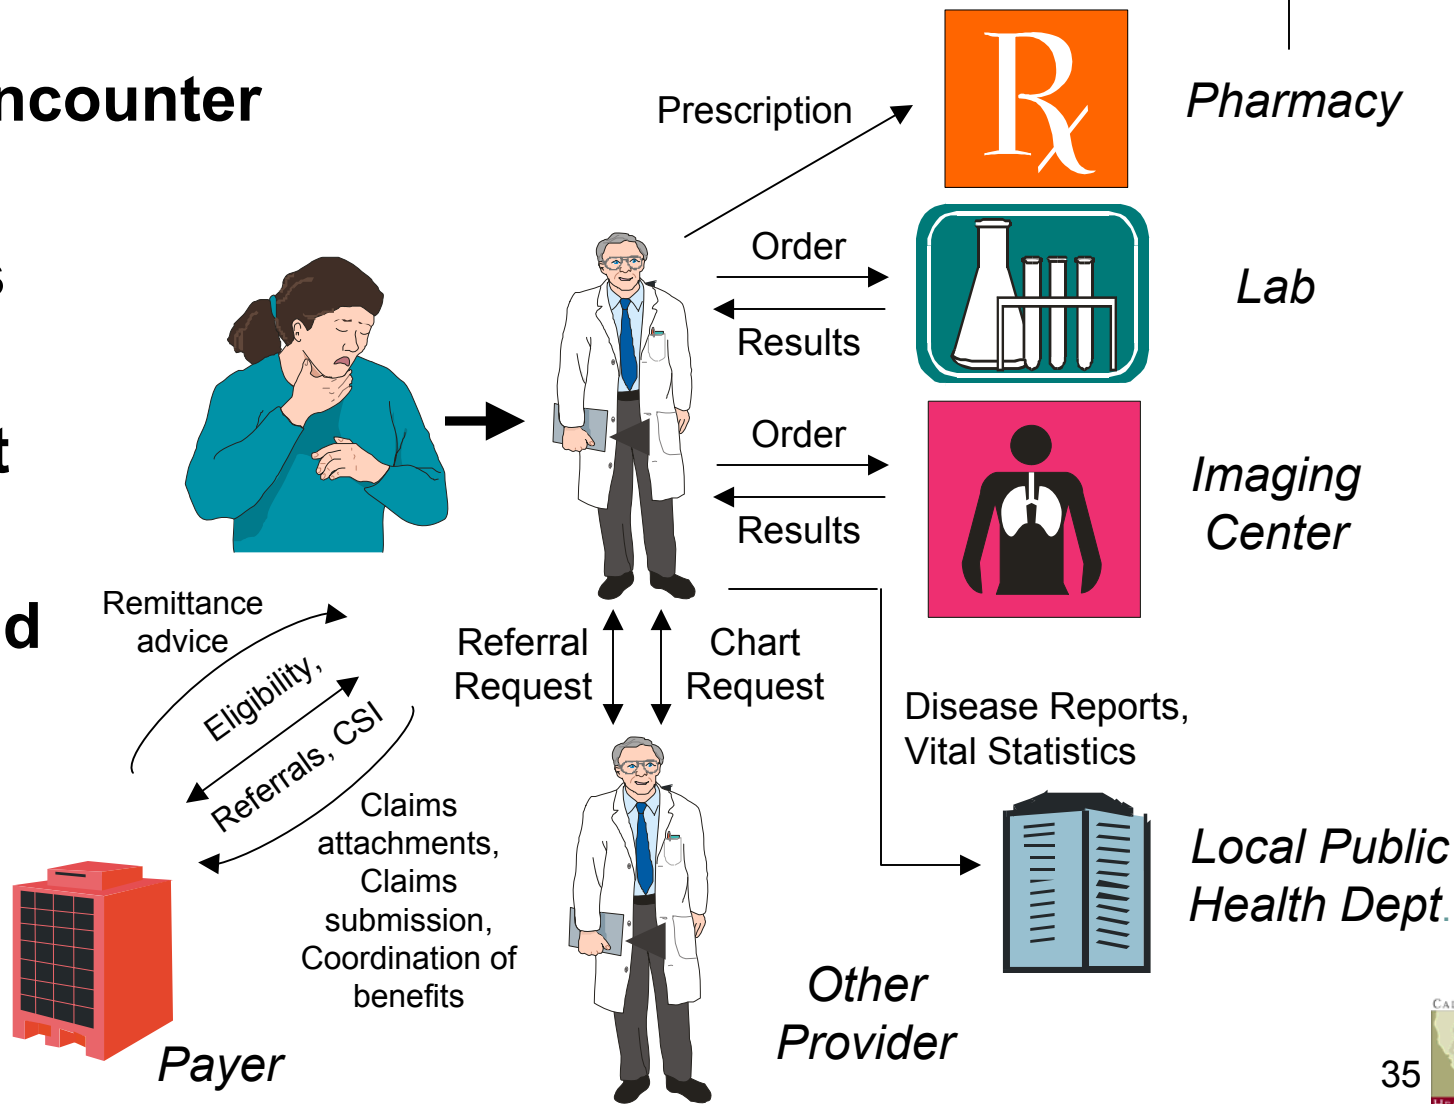 ncounter
s
t
d
Prescription
Rx
Pharmacy
Order
Results
Lab
Order
Results
Imaging
Center
Remittance
advice
Eligibility,
Referrals, CSI
Claims
attachments,
Claims
submission,
Coordination of
benefits
Payer
Referral
Request
Chart
Request
Other
Provider
Disease Reports,
Vital Statistics
Local Public
Health Dept.
35